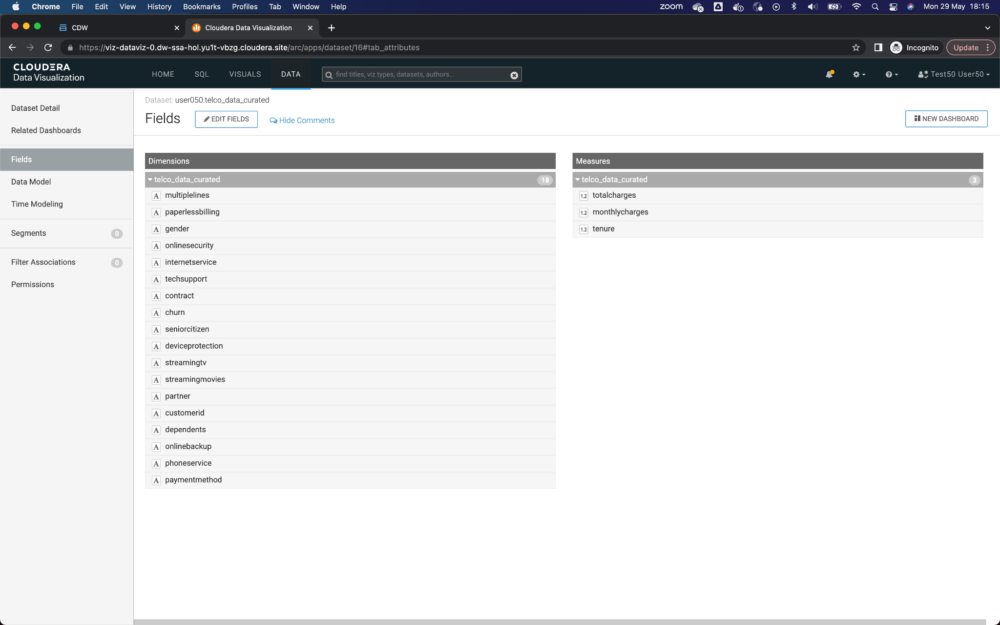 Chrome File Edit View History Bookmarks Profiles Tab Window Help zoom Mon 29 May 18:15
CDW Cloudera Data Visualization
https://viz-dataviz-0.dw-ssa-hol.yu1t-vbzg.cloudera.site/arc/apps/dataset/16#tab_attributes Incognito Update
CLOUDERA
Data Visualization
HOME SQL VISUALS DATA find titles, viz types, datasets, authors... Test50 User50
Dataset Detail
Related Dashboards
Fields
Data Model
Time Modeling
Segments 0
Filter Associations 0
Permissions
Dataset: user050.telco_data_curated
Fields EDIT FIELDS Hide Comments NEW DASHBOARD
Dimensions
telco_data_curated 18
A multiplelines
A paperlessbilling
A gender
A onlinesecurity
A internetservice
A techsupport
A contract
A churn
A seniorcitizen
A deviceprotection
A streamingtv
A streamingmovies
A partner
A customerid
A dependents
A onlinebackup
A phoneservice
A paymentmethod
Measures
telco_data_curated 3
1.2 totalcharges
1.2 monthlycharges
1.2 tenure